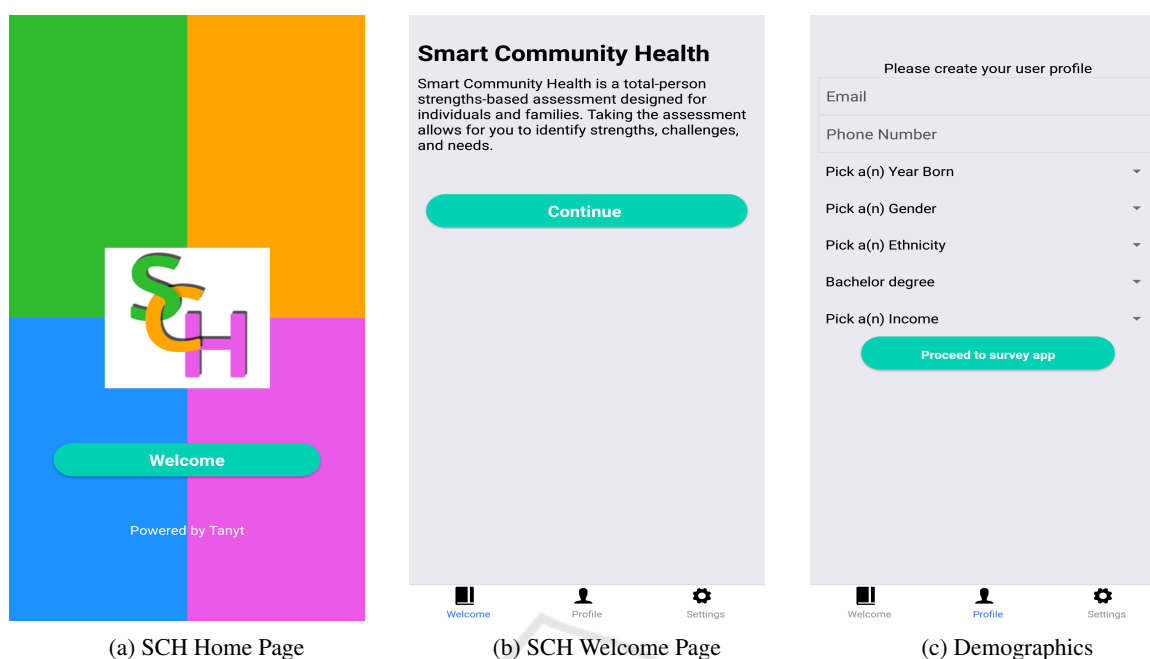 SCH
Welcome
Powered by Tanyt
(a) SCH Home Page
Smart Community Health
Smart Community Health is a total-person
strengths-based assessment designed for
individuals and families. Taking the assessment
allows for you to identify strengths, challenges,
and needs.
Continue
Welcome Profile Settings
(b) SCH Welcome Page
Please create your user profile
Email
Phone Number
Pick a(n) Year Born
Pick a(n) Gender
Pick a(n) Ethnicity
Bachelor degree
Pick a(n) Income
Proceed to survey app
Welcome Profile Settings
(c) Demographics